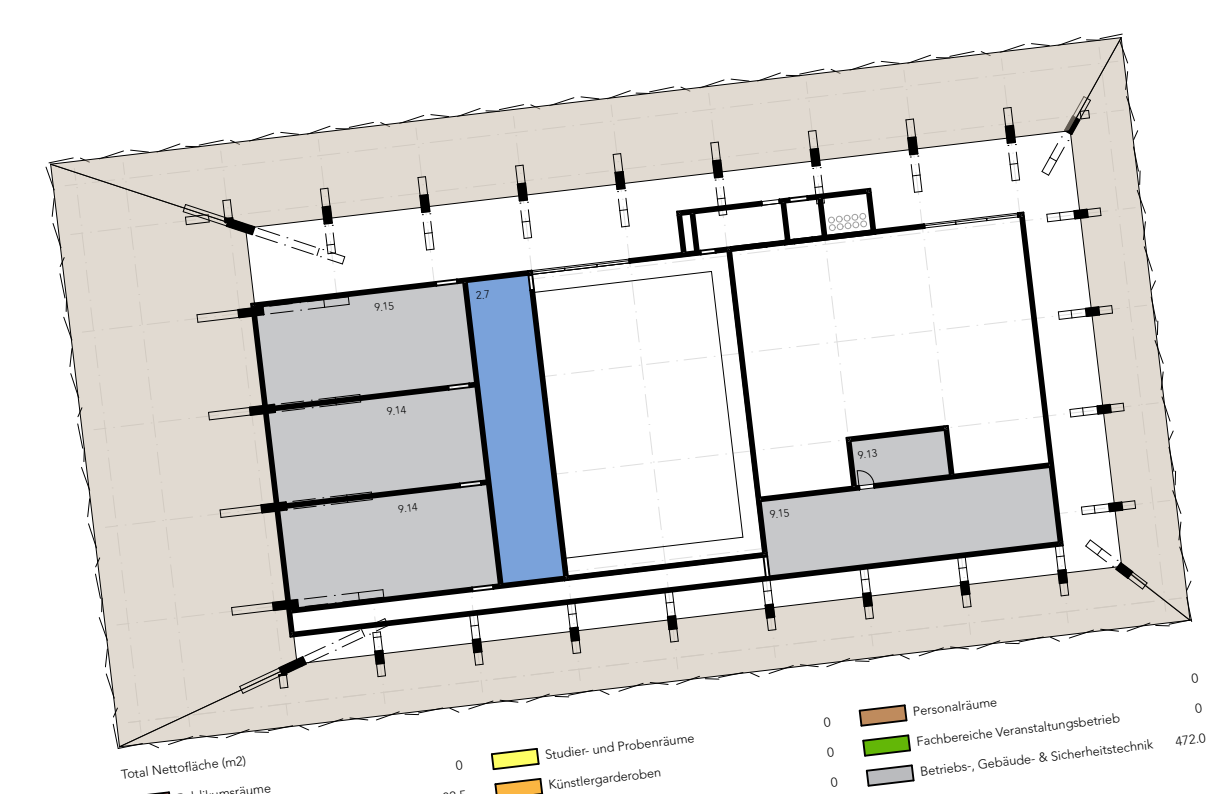 9.15
2.7
9.14
9.14
9.13
9.15
Total Nettofläche (m2)
0
Studier- und Probenräume
0
Künstlergarderoben
0
0
Personalräume
0
Fachbereiche Veranstaltungsbetrieb
0
Betriebs-, Gebäude- & Sicherheitstechnik 472.0